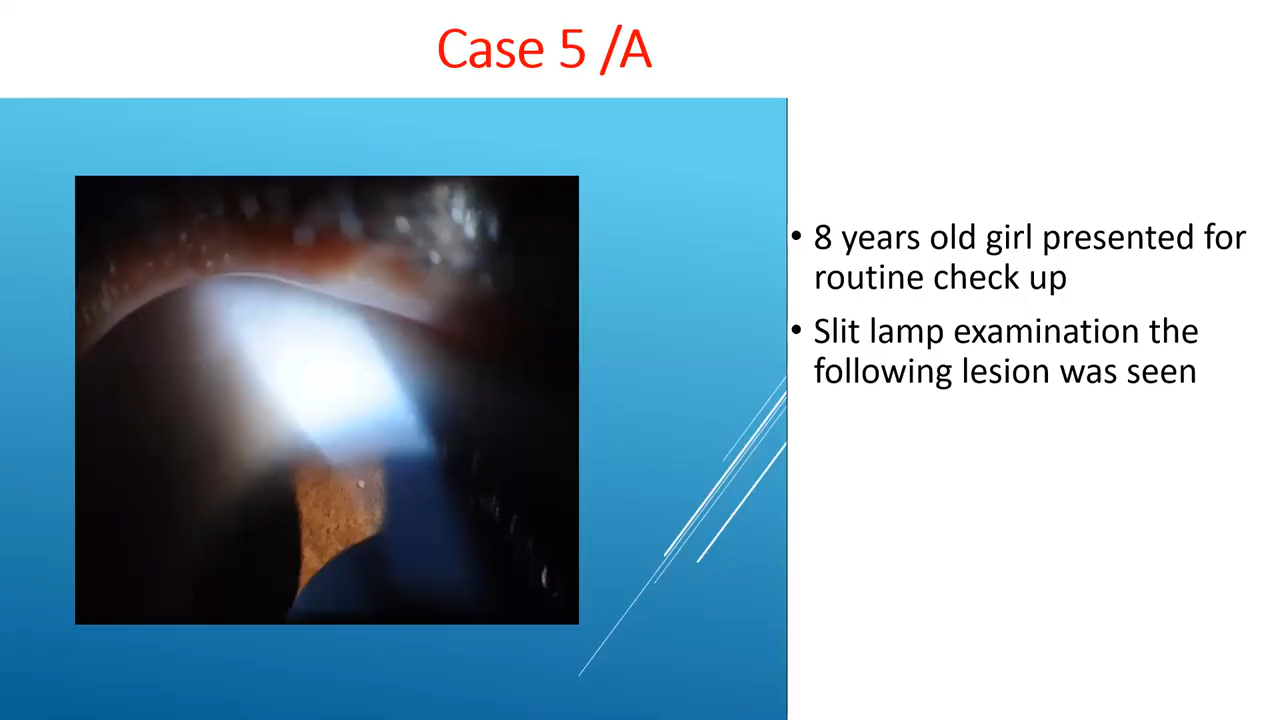 Case 5 /A
• 8 years old girl presented for
routine check up
• Slit lamp examination the
following lesion was seen